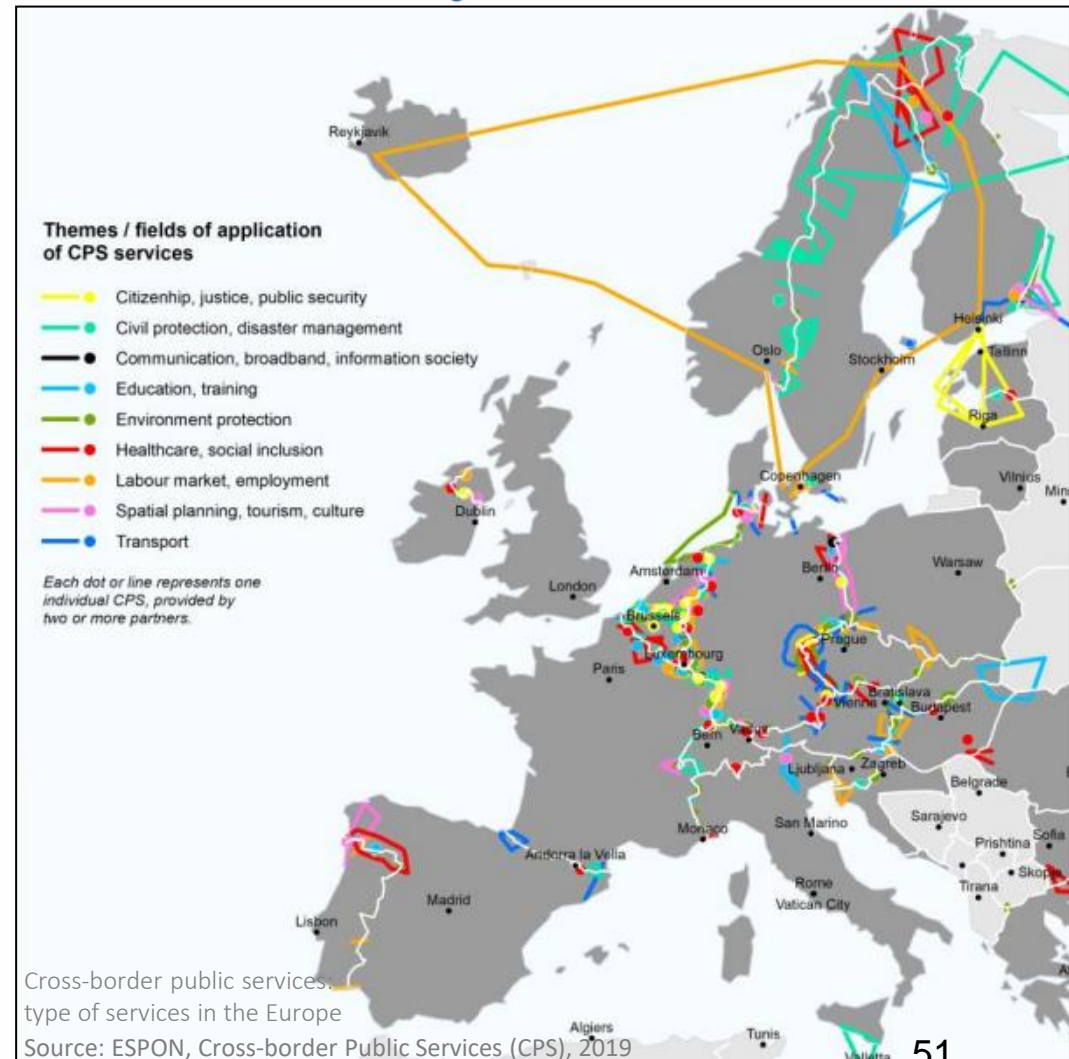 Reykjavik
Themes / fields of application
of CPS services
Citizenhip, justice, public security
Civil protection, disaster management
Communication, broadband, information society
Education, training
Environment protection
Healthcare, social inclusion
Labour market, employment
Spatial planning, tourism, culture
Transport
Each dot or line represents one
individual CPS, provided by
two or more partners.
Oslo
Stockholm
Helsinki
Tallinn
Riga
Copenhagen
Vilnius
Dublin
London
Amsterdam
Berlin
Warsaw
Brussels
Luxembourg
Prague
Paris
Vienna
Bratislava
Budapest
Bern
Vaduz
Ljubljana
Zagreb
Belgrade
Monaco
San Marino
Sarajevo
Prishtina
Sofia
Skopje
Tirana
Andorra la Vella
Madrid
Lisbon
Rome
Vatican City
Algiers
Tunis
Valletta
Cross-border public services:
type of services in the Europe
Source: ESPON, Cross-border Public Services (CPS), 2019
51